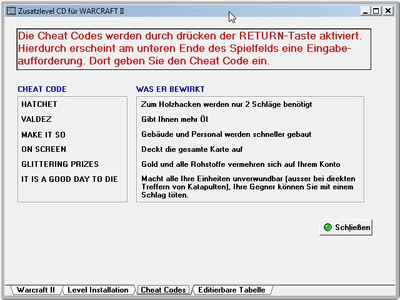 Zusatzlevel CD für WARCRAFT II
Die Cheat Codes werden durch drücken der RETURN-Taste aktiviert.
Hierdurch erscheint am unteren Ende des Spielfelds eine Eingabe-
aufforderung. Dort geben Sie den Cheat Code ein.
CHEAT CODE WAS ER BEWIRKT
HATCHET Zum Holzhacken werden nur 2 Schläge benötigt
VALDEZ Gibt Ihnen mehr Öl
MAKE IT SO Gebäude und Personal werden schneller gebaut
ON SCREEN Deckt die gesamte Karte auf
GLITTERING PRIZES Gold und alle Rohstoffe vermehren sich auf Ihrem Konto
IT IS A GOOD DAY TO DIE Macht alle Ihre Einheiten unverwundbar (ausser bei direkten
Treffern von Katapulten), Ihre Gegner können Sie mit einem
Schlag töten.
Schließen
Warcraft II Level Installation Cheat Codes Editierbare Tabelle